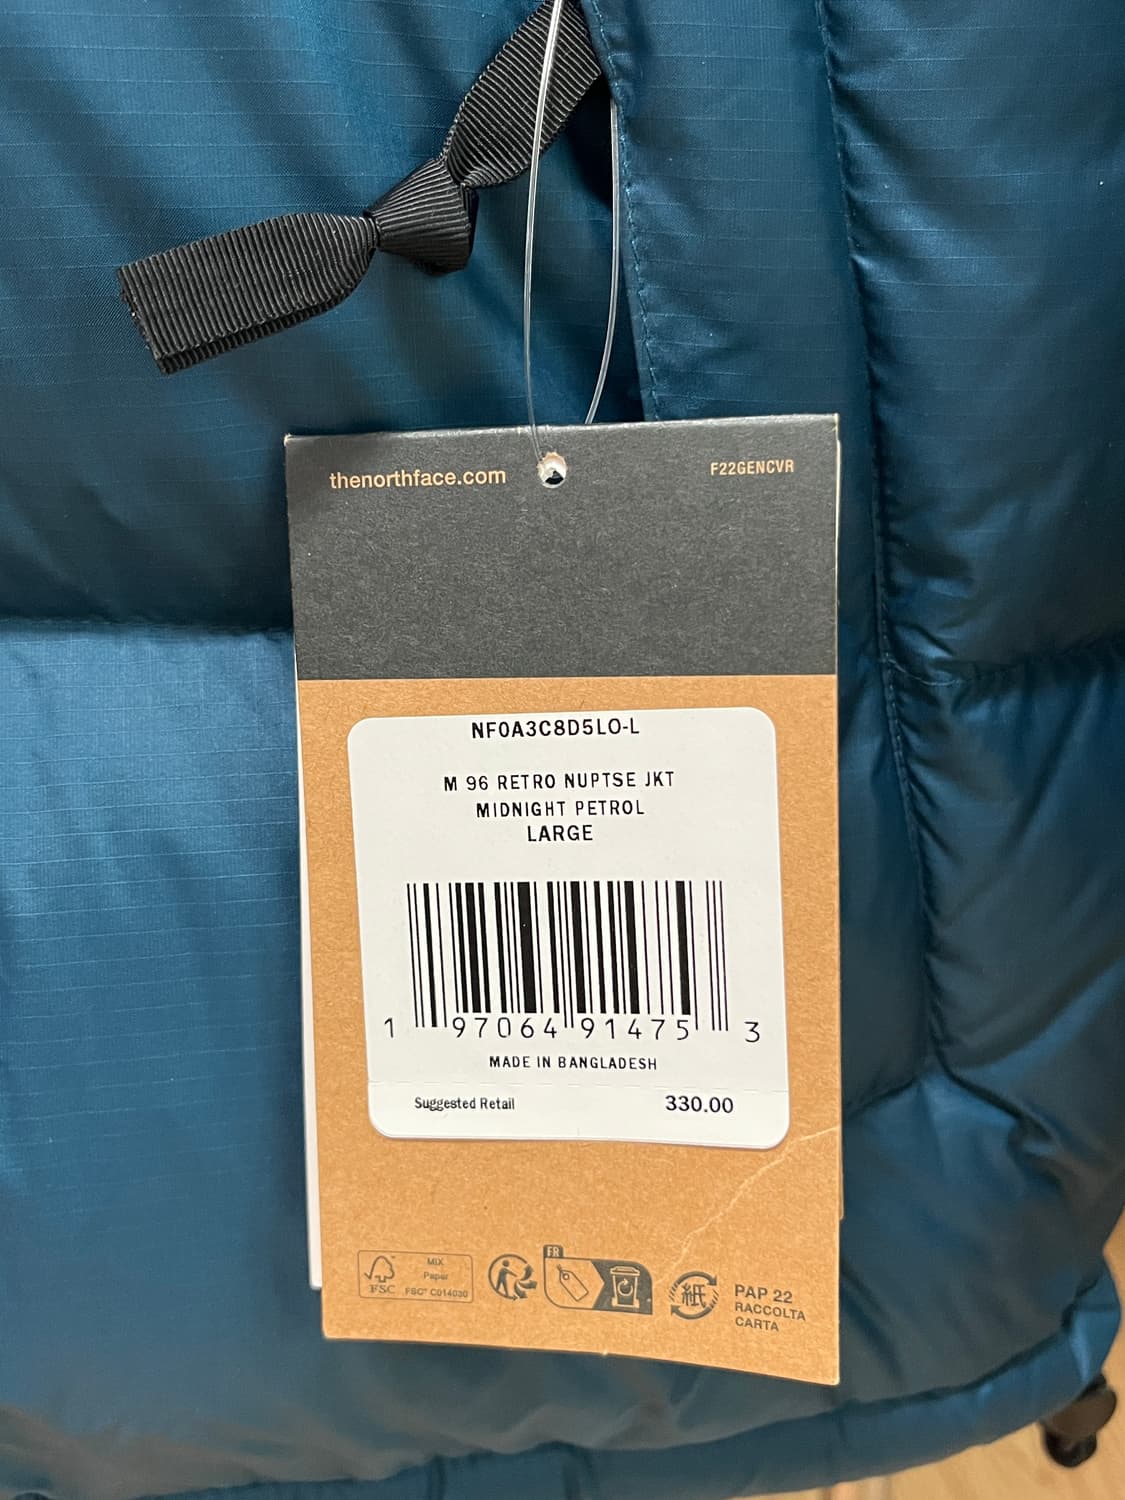 thenorthface.com
F22GENCVR
NF0A3C8D5LO-L
M 96 RETRO NUPTSE JKT
MIDNIGHT PETROL
LARGE
1 97064 91475 3
MADE IN BANGLADESH
Suggested Retail 330.00
FSC
MIX
Paper
FSC® C014030
FR
紙
PAP 22
RACCOLTA
CARTA